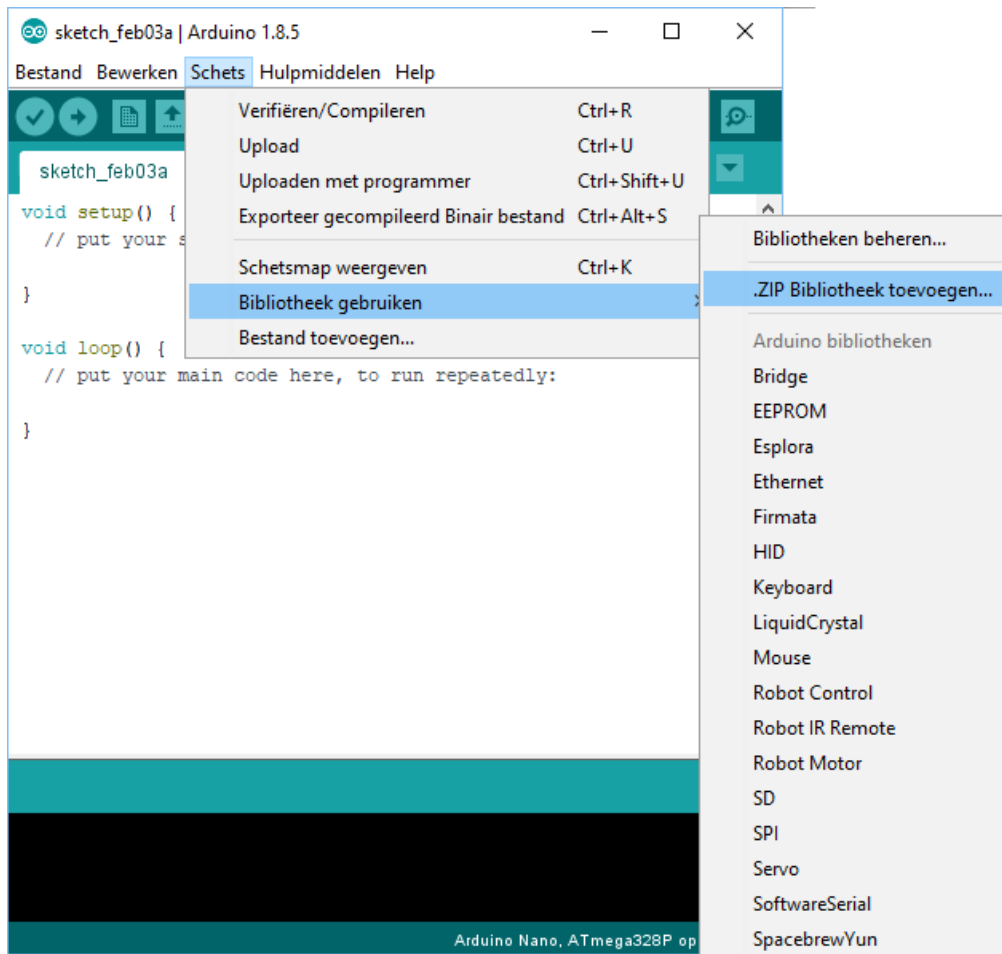 sketch_feb03a | Arduino 1.8.5
Bestand Bewerken Schets Hulpmiddelen Help
Verifiëren/Compileren Ctrl+R
Upload Ctrl+U
Uploaden met programmer Ctrl+Shift+U
Exporteer gecompileerd Binair bestand Ctrl+Alt+S
Schetsmap weergeven Ctrl+K
Bibliotheek gebruiken
Bestand toevoegen...
sketch_feb03a
void setup() {
// put your s
}
void loop() {
// put your main code here, to run repeatedly:
}
Bibliotheken beheren...
.ZIP Bibliotheek toevoegen...
Arduino bibliotheken
Bridge
EEPROM
Esplora
Ethernet
Firmata
HID
Keyboard
LiquidCrystal
Mouse
Robot Control
Robot IR Remote
Robot Motor
SD
SPI
Servo
SoftwareSerial
SpacebrewYun
Arduino Nano, ATmega328P op